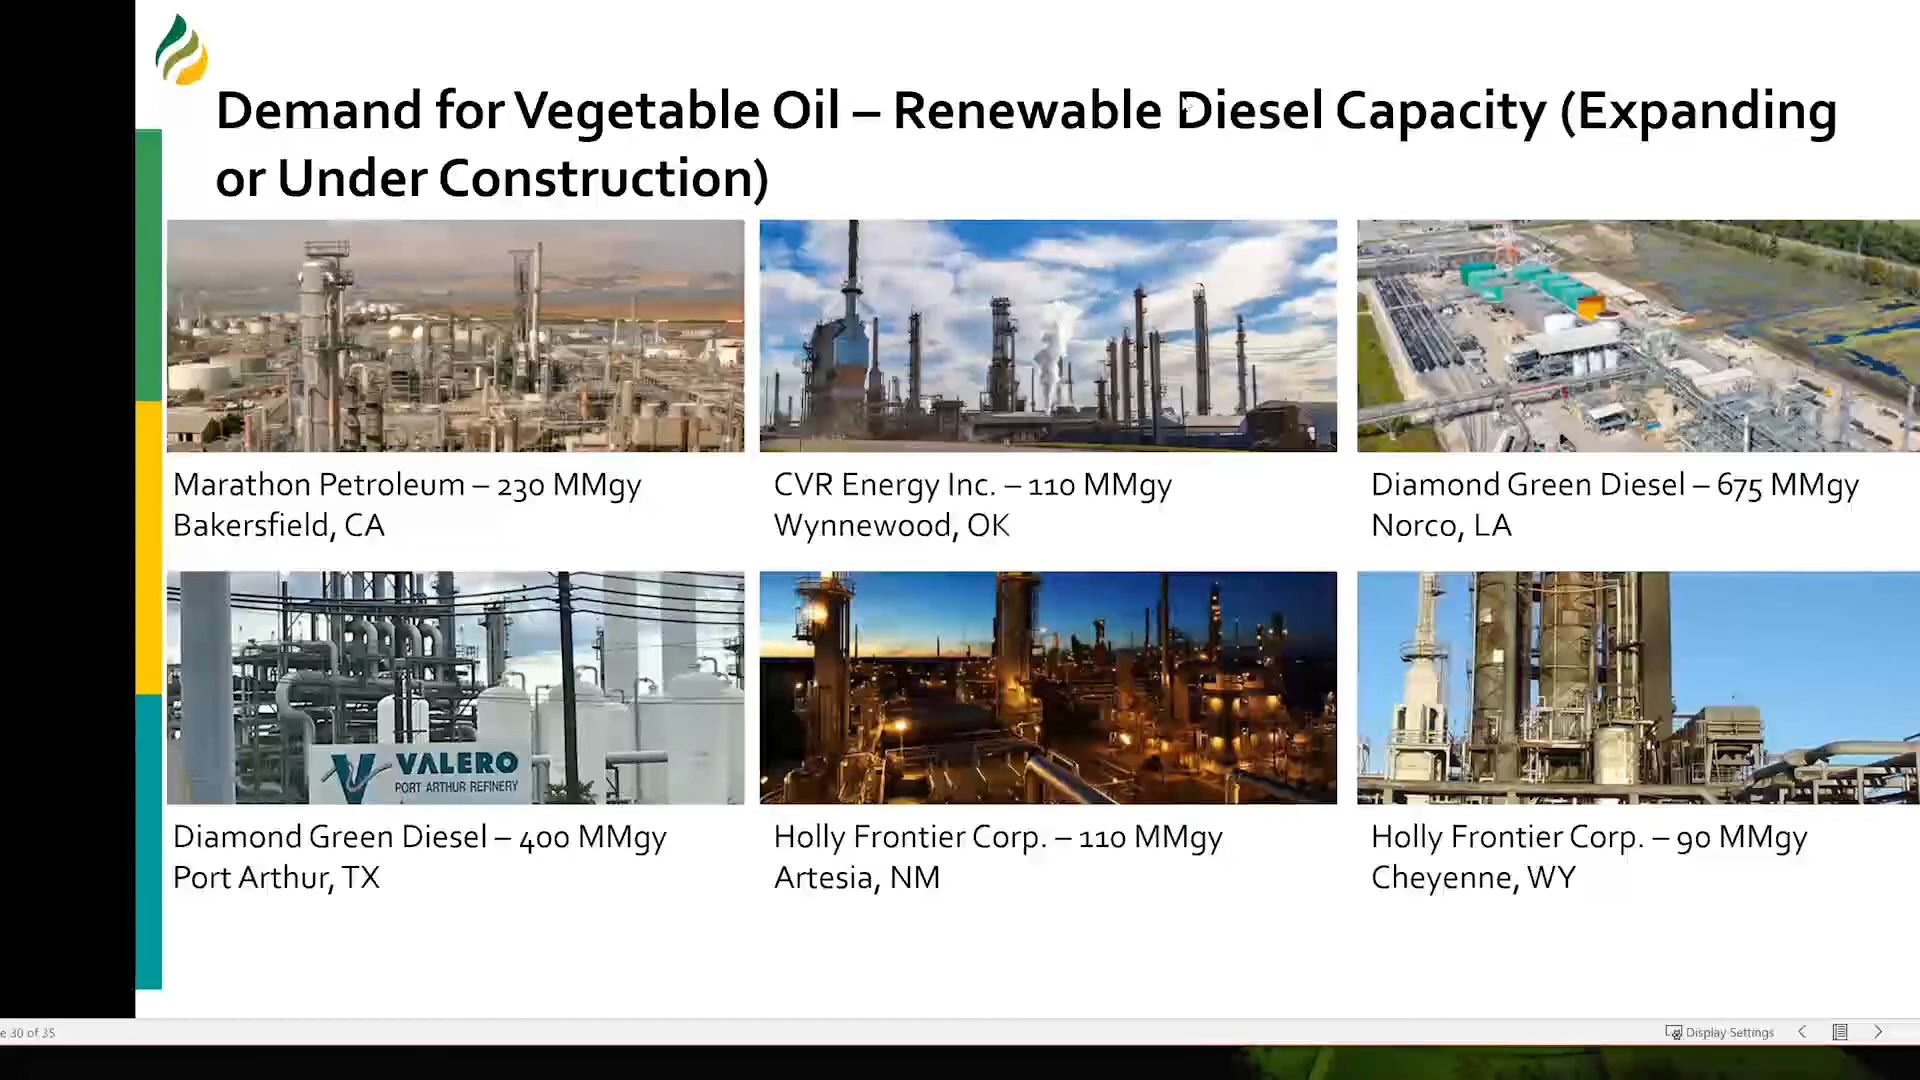 Demand for Vegetable Oil – Renewable Diesel Capacity (Expanding
or Under Construction)
Marathon Petroleum – 230 MMgy
Bakersfield, CA
CVR Energy Inc. – 110 MMgy
Wynnewood, OK
Diamond Green Diesel – 675 MMgy
Norco, LA
VALERO
PORT ARTHUR REFINERY
Diamond Green Diesel – 400 MMgy
Port Arthur, TX
Holly Frontier Corp. – 110 MMgy
Artesia, NM
Holly Frontier Corp. – 90 MMgy
Cheyenne, WY
e 30 of 35
Display Settings